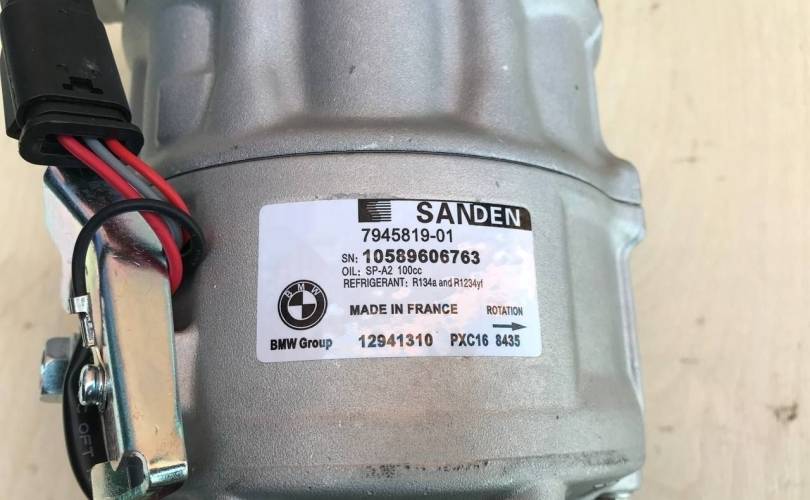 SANDEN
7945819-01
SN: 10589606763
OIL: SP-A2 100cc
REFRIGERANT: R134a and R1234yf
BMW
MADE IN FRANCE
ROTATION
BMW Group
12941310 PXC16 8435